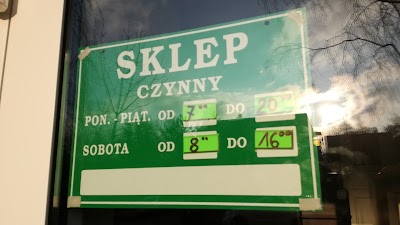 SKLEP
CZYNNY
PON. - PIĄT. OD 7⁰⁰ DO 20⁰⁰
SOBOTA OD 8⁰⁰ DO 16⁰⁰